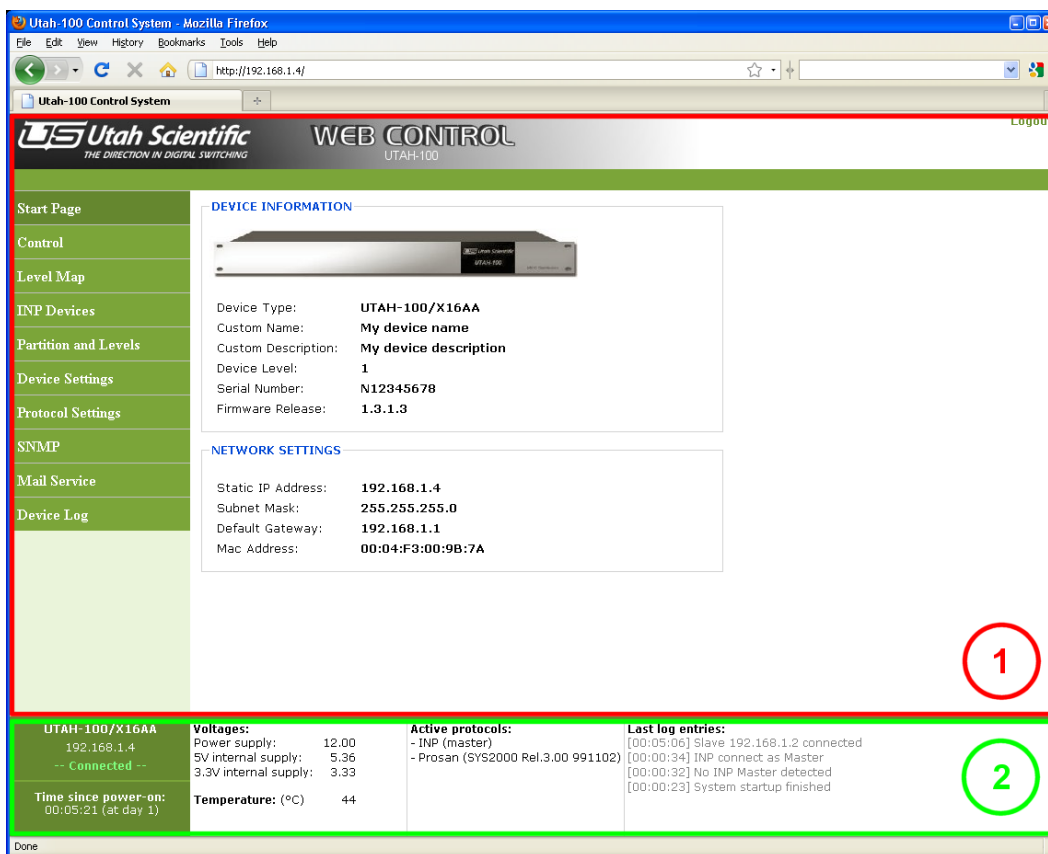 Utah-100 Control System - Mozilla Firefox
File Edit View History Bookmarks Tools Help
http://192.168.1.4/
Utah-100 Control System
Logou
US Utah Scientific
THE DIRECTION IN DIGITAL SWITCHING
WEB CONTROL
UTAH-100
Start Page
Control
Level Map
INP Devices
Partition and Levels
Device Settings
Protocol Settings
SNMP
Mail Service
Device Log
DEVICE INFORMATION
Utah Scientific
UTAH-100
Device Type: UTAH-100/X16AA
Custom Name: My device name
Custom Description: My device description
Device Level: 1
Serial Number: N12345678
Firmware Release: 1.3.1.3
NETWORK SETTINGS
Static IP Address: 192.168.1.4
Subnet Mask: 255.255.255.0
Default Gateway: 192.168.1.1
Mac Address: 00:04:F3:00:9B:7A
1
UTAH-100/X16AA
192.168.1.4
-- Connected --
Time since power-on:
00:05:21 (at day 1)
Voltages:
Power supply: 12.00
5V internal supply: 5.36
3.3V internal supply: 3.33
Temperature: (°C) 44
Active protocols:
- INP (master)
- Prosan (SYS2000 Rel.3.00 991102)
Last log entries:
[00:05:06] Slave 192.168.1.2 connected
[00:00:34] INP connect as Master
[00:00:32] No INP Master detected
[00:00:23] System startup finished
2
Done